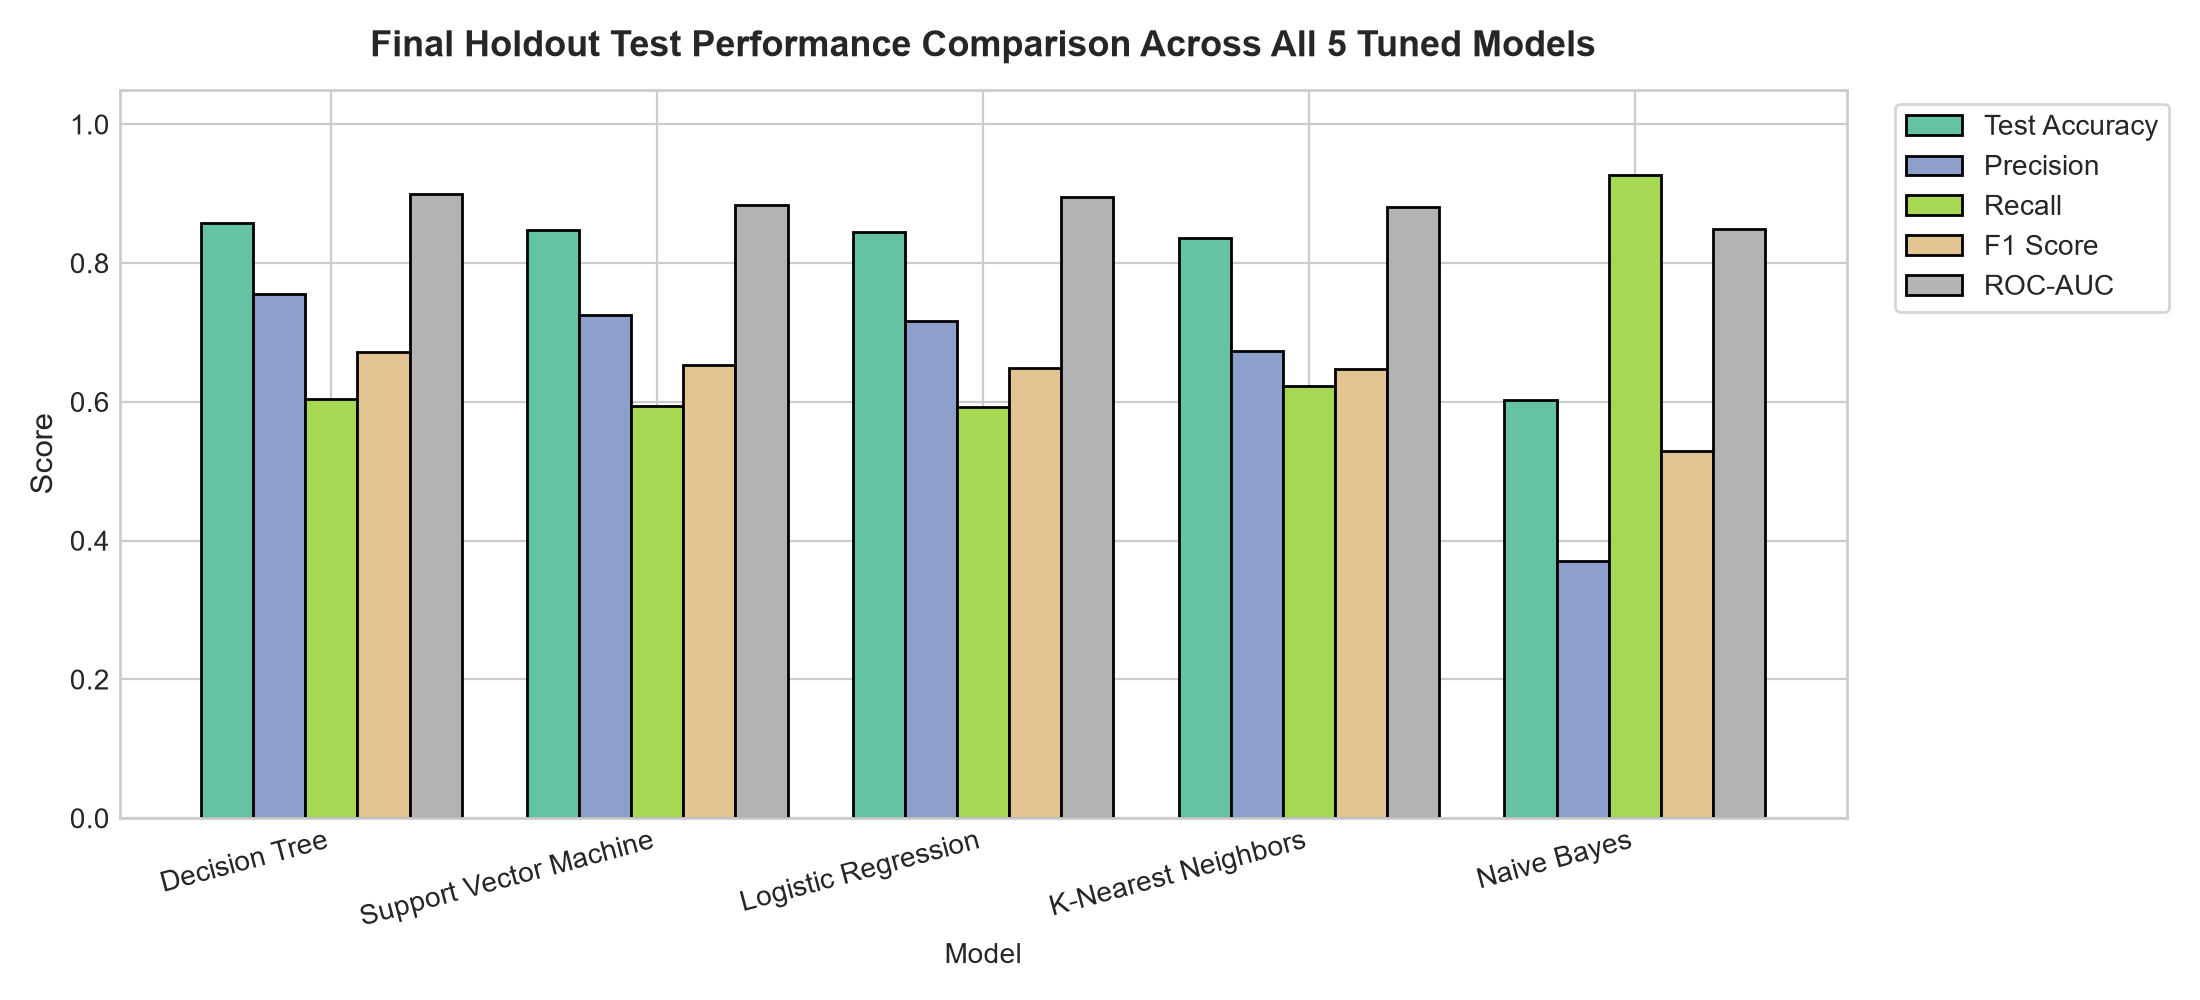 Final Holdout Test Performance Comparison Across All 5 Tuned Models
1.0
0.8
0.6
0.4
0.2
0.0
Score
Decision Tree
Support Vector Machine
Logistic Regression
K-Nearest Neighbors
Naive Bayes
Model
Test Accuracy
Precision
Recall
F1 Score
ROC-AUC